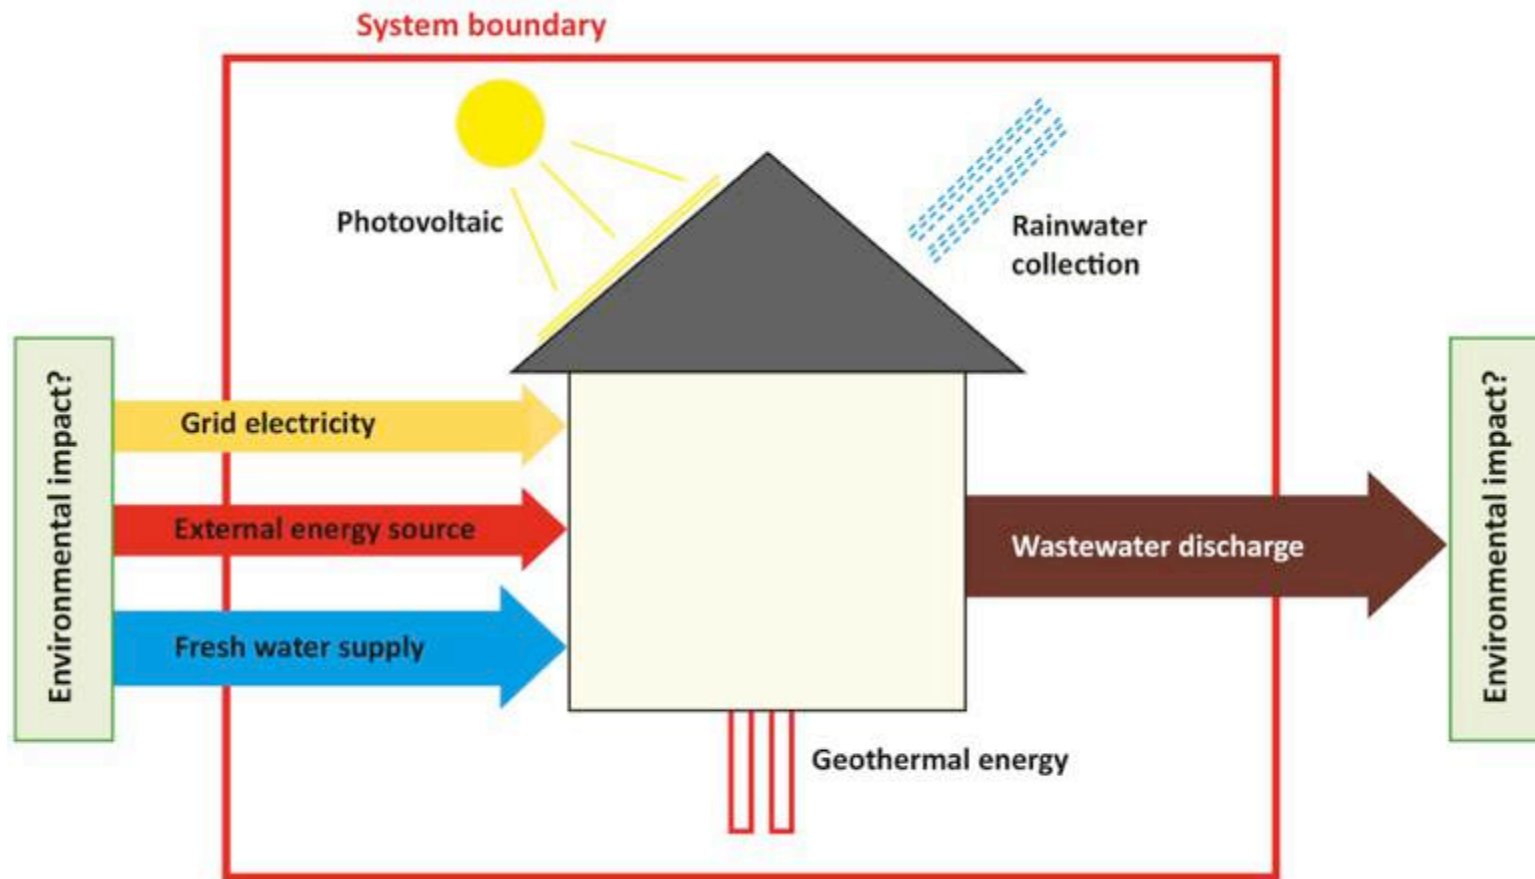 System boundary
Photovoltaic
Rainwater
collection
Environmental impact?
Grid electricity
External energy source
Fresh water supply
Wastewater discharge
Environmental impact?
Geothermal energy